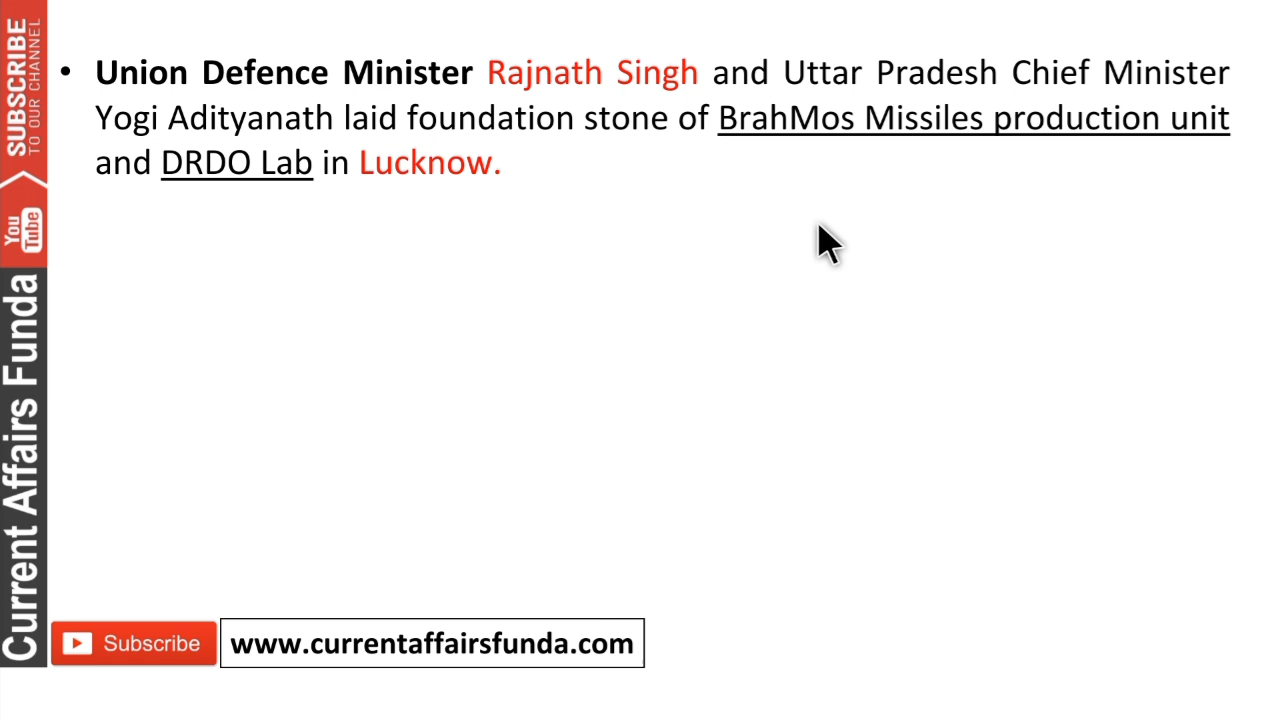 • Union Defence Minister Rajnath Singh and Uttar Pradesh Chief Minister
Yogi Adityanath laid foundation stone of BrahMos Missiles production unit
and DRDO Lab in Lucknow.
SUBSCRIBE
TO OUR CHANNEL
You
Tube
Current Affairs Funda
Subscribe
www.currentaffairsfunda.com